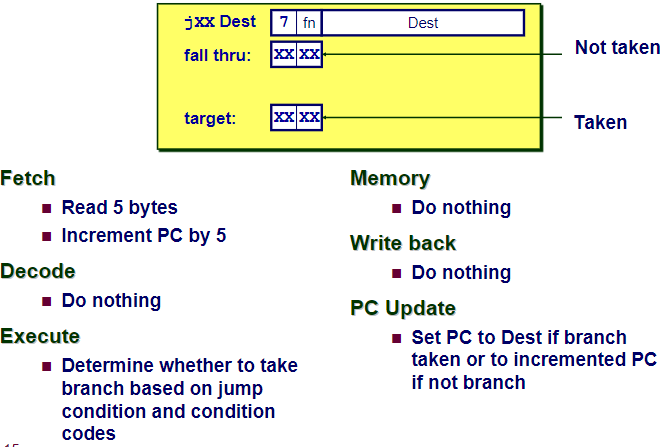 jXX Dest 7 fn Dest
fall thru: XX XX Not taken
target: XX XX Taken
Fetch
■ Read 5 bytes
■ Increment PC by 5
Decode
■ Do nothing
Execute
■ Determine whether to take
branch based on jump
condition and condition
codes
Memory
■ Do nothing
Write back
■ Do nothing
PC Update
■ Set PC to Dest if branch
taken or to incremented PC
if not branch